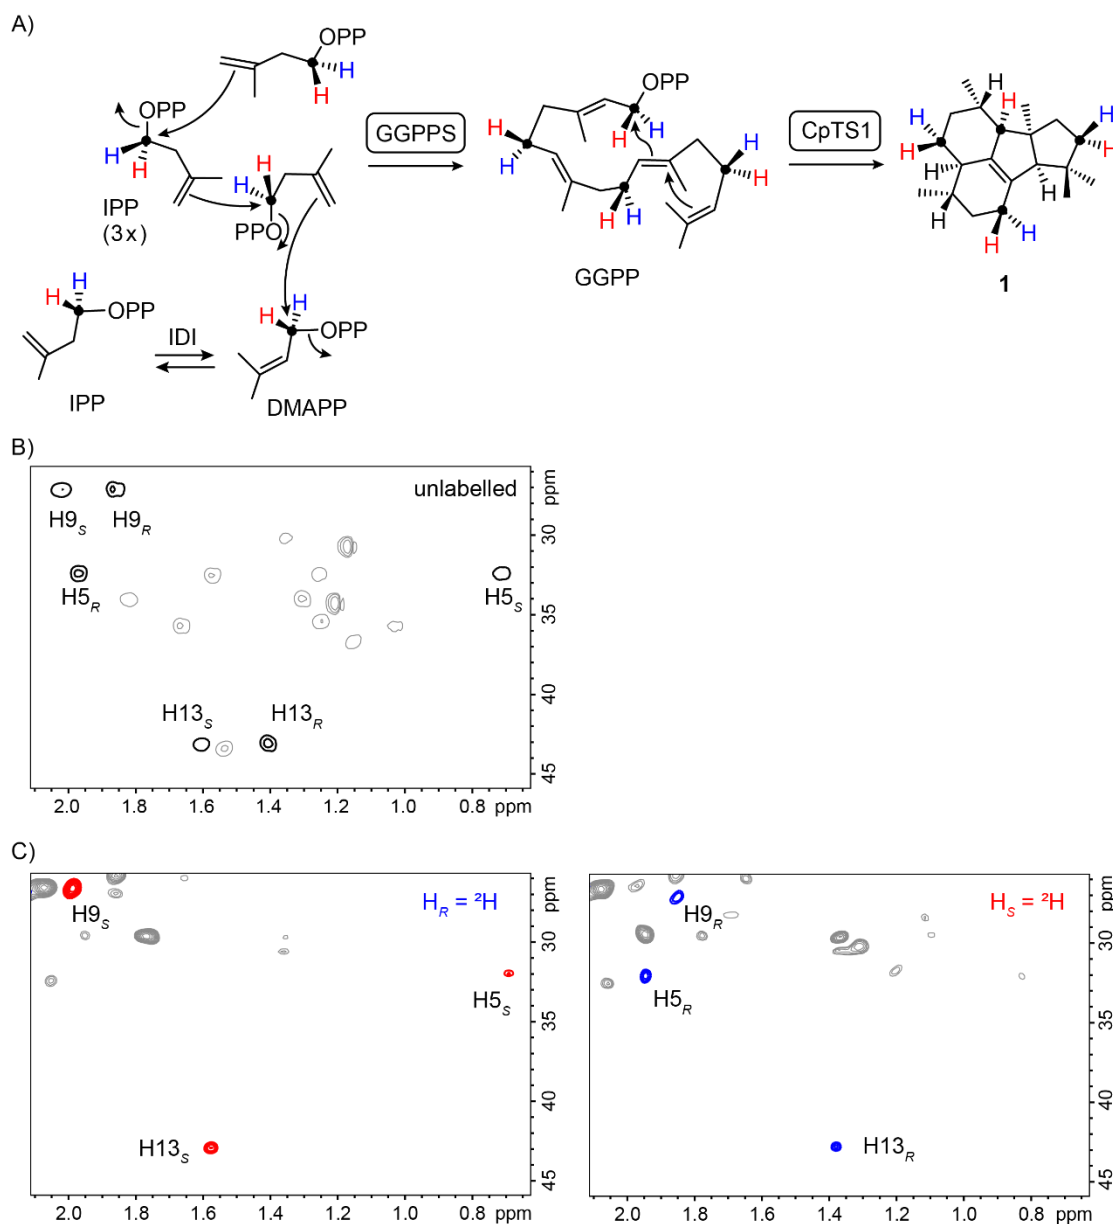 A)
OPP
H
H
OPP
H
H
IPP
(3x)
H
H
PPO
GGPPS
OPP
H
H
H
H
H
H
H
H
GGPP
CpTS1
H
H
H
H
H
H
H
H
H
H
H
1
H
H
OPP
IPP
IDI
H
H
OPP
DMAPP
B)
unlabelled
H9S
H9R
H5R
H5S
H13S
H13R
ppm
30
35
40
45
2.0
1.8
1.6
1.4
1.2
1.0
0.8
ppm
C)
HR = ²H
H9S
H5S
H13S
ppm
30
35
40
45
2.0
1.8
1.6
1.4
1.2
1.0
0.8
ppm
HS = ²H
H9R
H5R
H13R
ppm
30
35
40
45
2.0
1.8
1.6
1.4
1.2
1.0
0.8
ppm